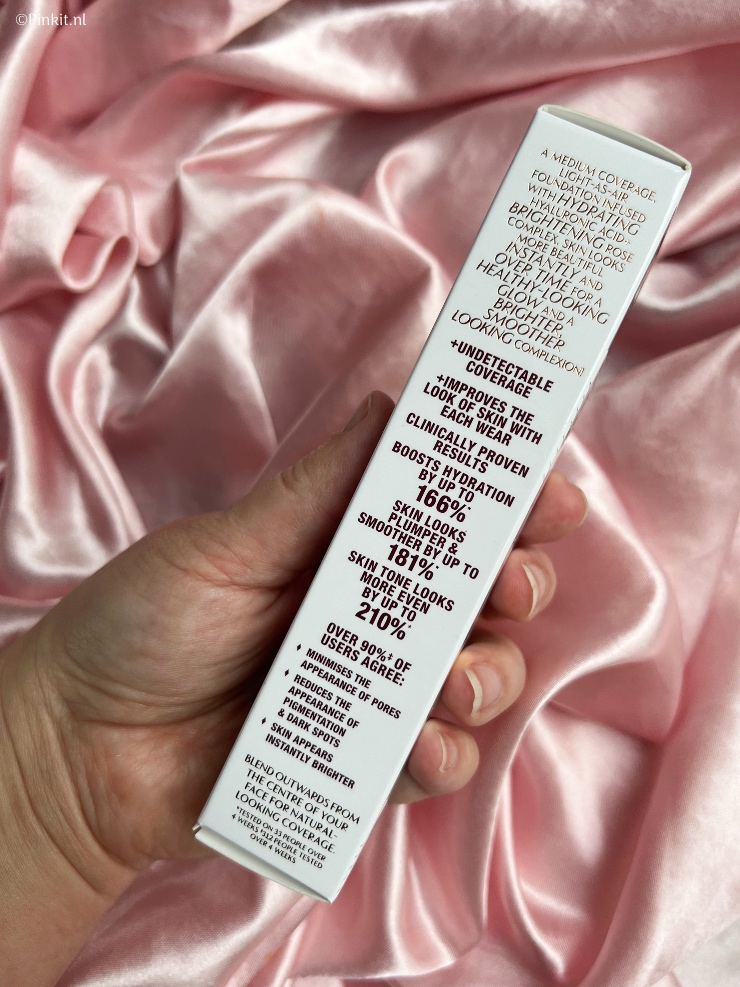 ©Pinkit.nl
A MEDIUM COVERAGE,
LIGHT-AS-AIR
FOUNDATION INFUSED
WITH HYDRATING
HYALURONIC ACID+
BRIGHTENING ROSE
COMPLEX. SKIN LOOKS
MORE BEAUTIFUL
INSTANTLY AND
OVER TIME FOR A
HEALTHY-LOOKING
GLOW AND A
BRIGHTER,
SMOOTHER
LOOKING COMPLEXION!
+UNDETECTABLE
COVERAGE
+IMPROVES THE
LOOK OF SKIN WITH
EACH WEAR
CLINICALLY PROVEN
RESULTS
BOOSTS HYDRATION
BY UP TO
166%*
SKIN LOOKS
PLUMPER &
SMOOTHER BY UP TO
181%*
SKIN TONE LOOKS
MORE EVEN
BY UP TO
210%*
OVER 90%‡ OF
USERS AGREE:
♦ MINIMISES THE
APPEARANCE OF PORES
♦ REDUCES THE
APPEARANCE OF
PIGMENTATION
& DARK SPOTS
♦ SKIN APPEARS
INSTANTLY BRIGHTER
BLEND OUTWARDS FROM
THE CENTRE OF YOUR
FACE FOR NATURAL-
LOOKING COVERAGE.
*TESTED ON 33 PEOPLE OVER
4 WEEKS ‡312 PEOPLE TESTED
OVER 4 WEEKS